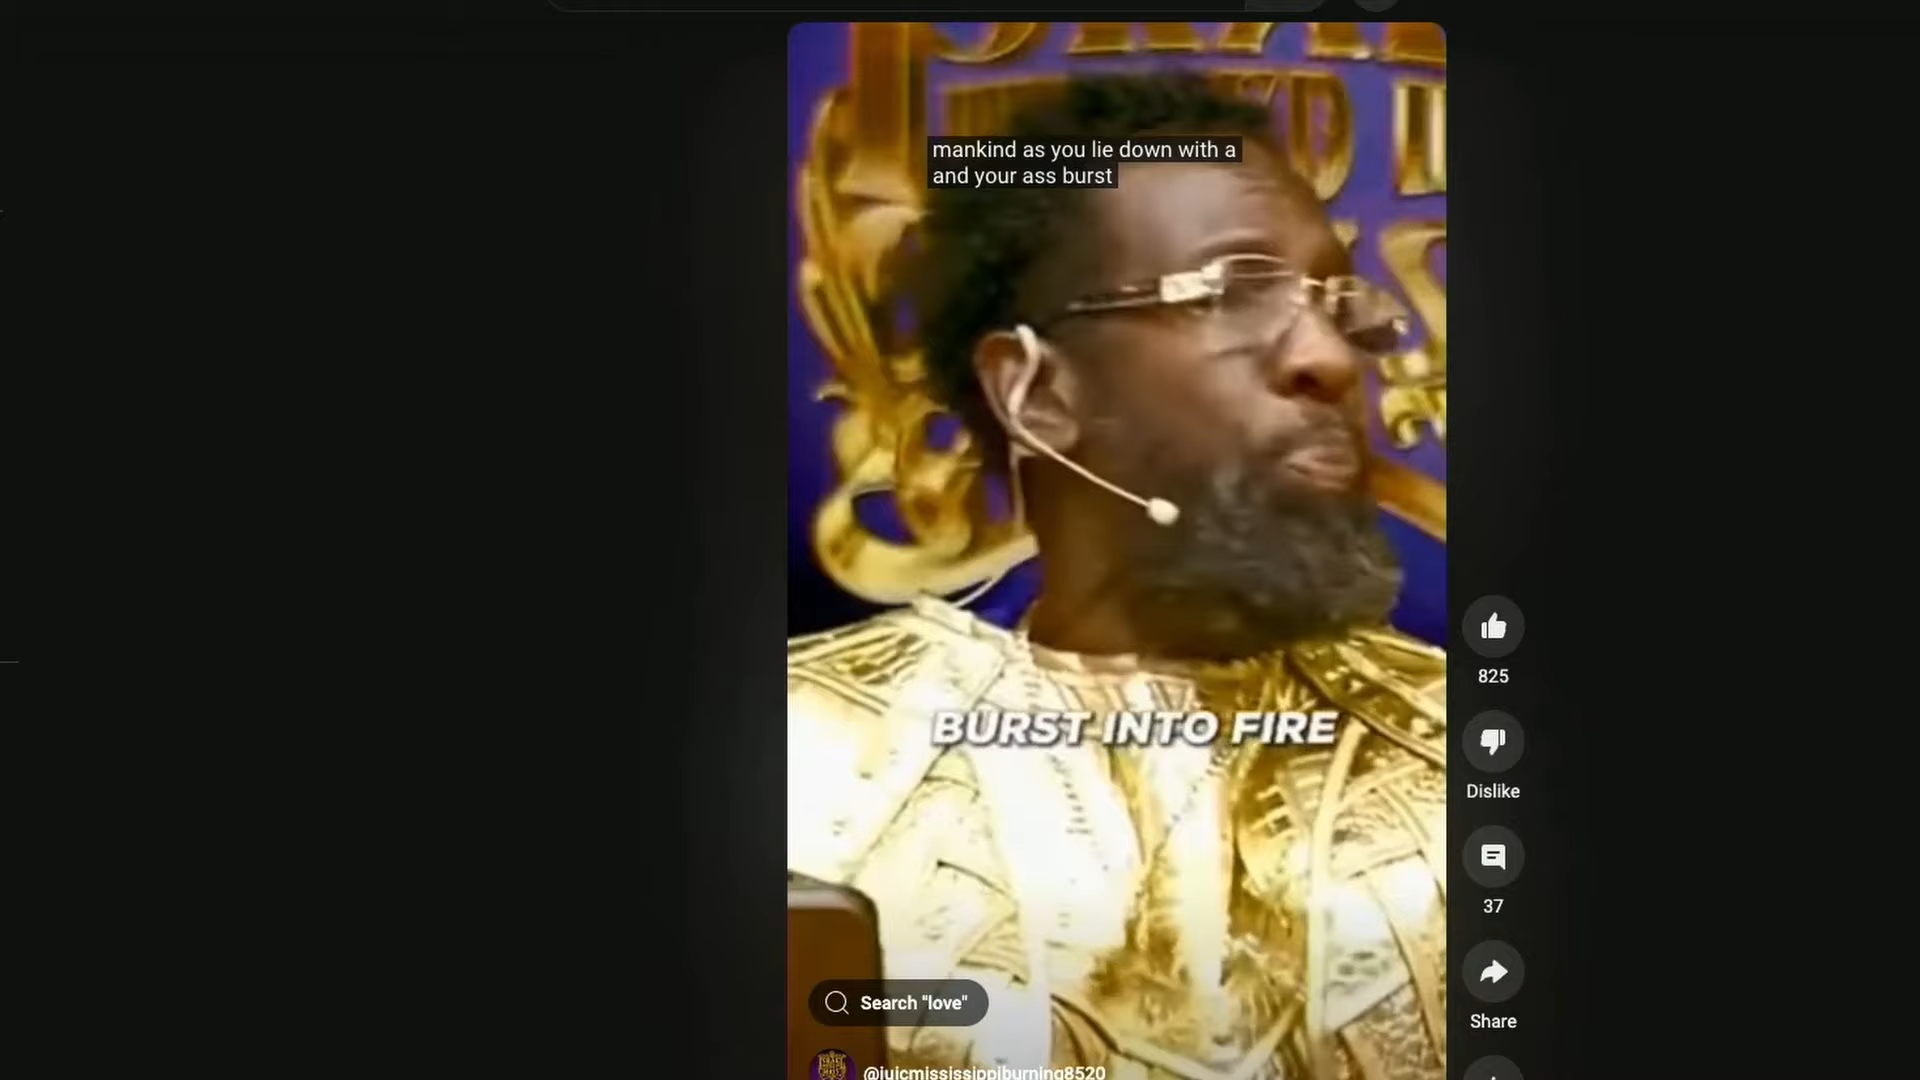 mankind as you lie down with a
and your ass burst
BURST INTO FIRE
825
Dislike
37
Share
Search "love"
@iuicmississippiburning8520